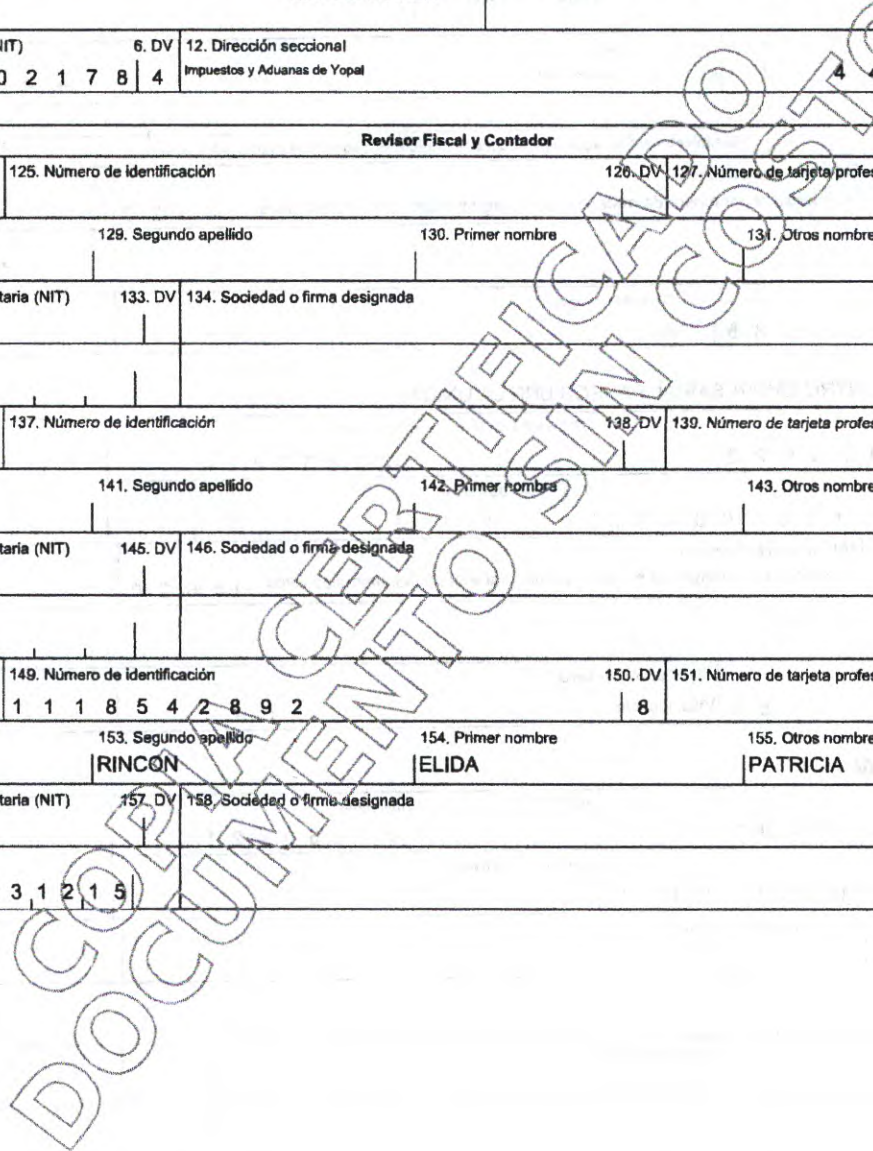 NIT) 6. DV 12. Dirección seccional
0 2 1 7 8 4 Impuestos y Aduanas de Yopal 4
Revisor Fiscal y Contador
125. Número de identificación 126. DV 127. Número de tarjeta profes
129. Segundo apellido 130. Primer nombre 131. Otros nombre
taria (NIT) 133. DV 134. Sociedad o firma designada
137. Número de identificación 138. DV 139. Número de tarjeta profes
141. Segundo apellido 142. Primer nombre 143. Otros nombre
taria (NIT) 145. DV 146. Sociedad o firma designada
149. Número de identificación 150. DV 151. Número de tarjeta profes
1 1 1 8 5 4 2 8 9 2 8
153. Segundo apellido 154. Primer nombre 155. Otros nombre
RINCON ELIDA PATRICIA
taria (NIT) 157. DV 158. Sociedad o firma designada
3 1 2 1 5
COPIA CERTIFICADO
DOCUMENTO SIN COSTO